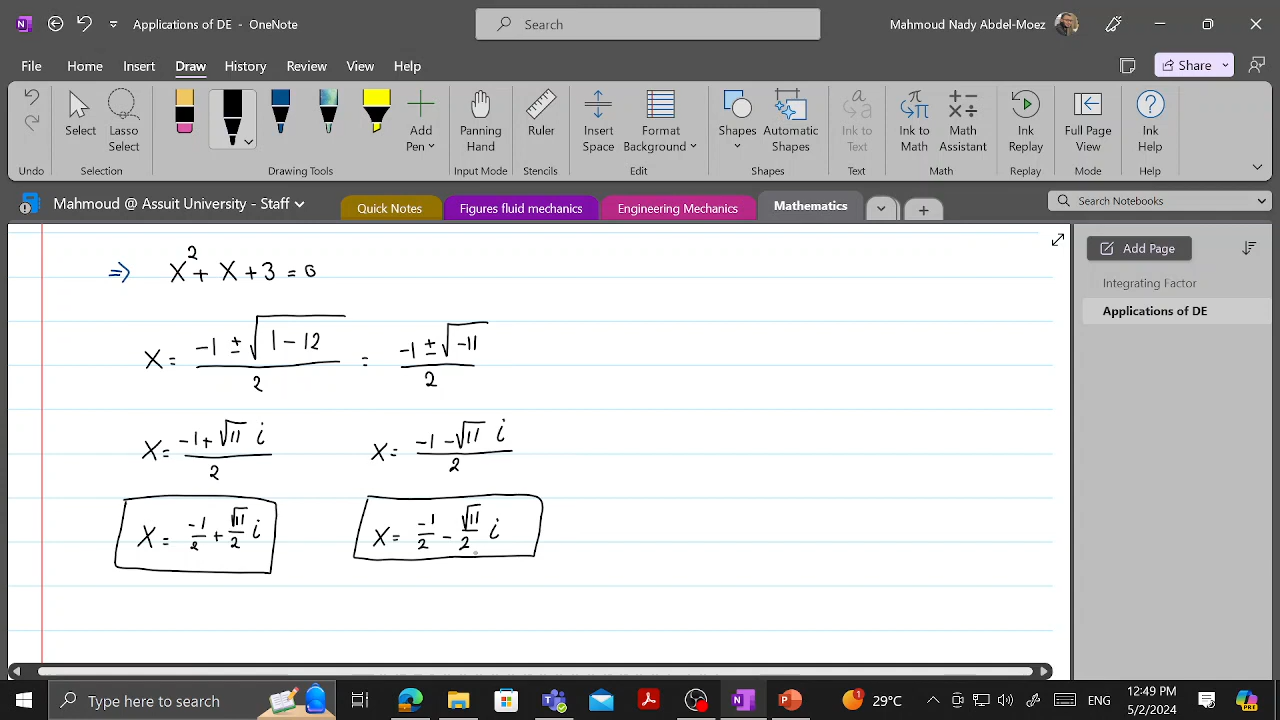 Applications of DE - OneNote
Search
Mahmoud Nady Abdel-Moez
File Home Insert Draw History Review View Help
Share
Select
Lasso Select
Add Pen
Panning Hand
Ruler
Insert Space
Format Background
Shapes
Automatic Shapes
Ink to Text
Ink to Math
Math Assistant
Ink Replay
Full Page View
Ink Help
Undo Selection Drawing Tools Input Mode Stencils Edit Shapes Assist Math Replay Mode Help
Mahmoud @ Assuit University - Staff
Quick Notes Figures fluid mechanics Engineering Mechanics Mathematics +
Search Notebooks
Add Page
Integrating Factor
Applications of DE
⇒ X² + X + 3 = 0
X = (-1 ± √(1 - 12))/2 = (-1 ± √-11)/2
X = (-1 + √11 i)/2 X = (-1 - √11 i)/2
X = -1/2 + √11/2 i X = -1/2 - √11/2 i
Type here to search
1 29°C
ENG
5/2/2024